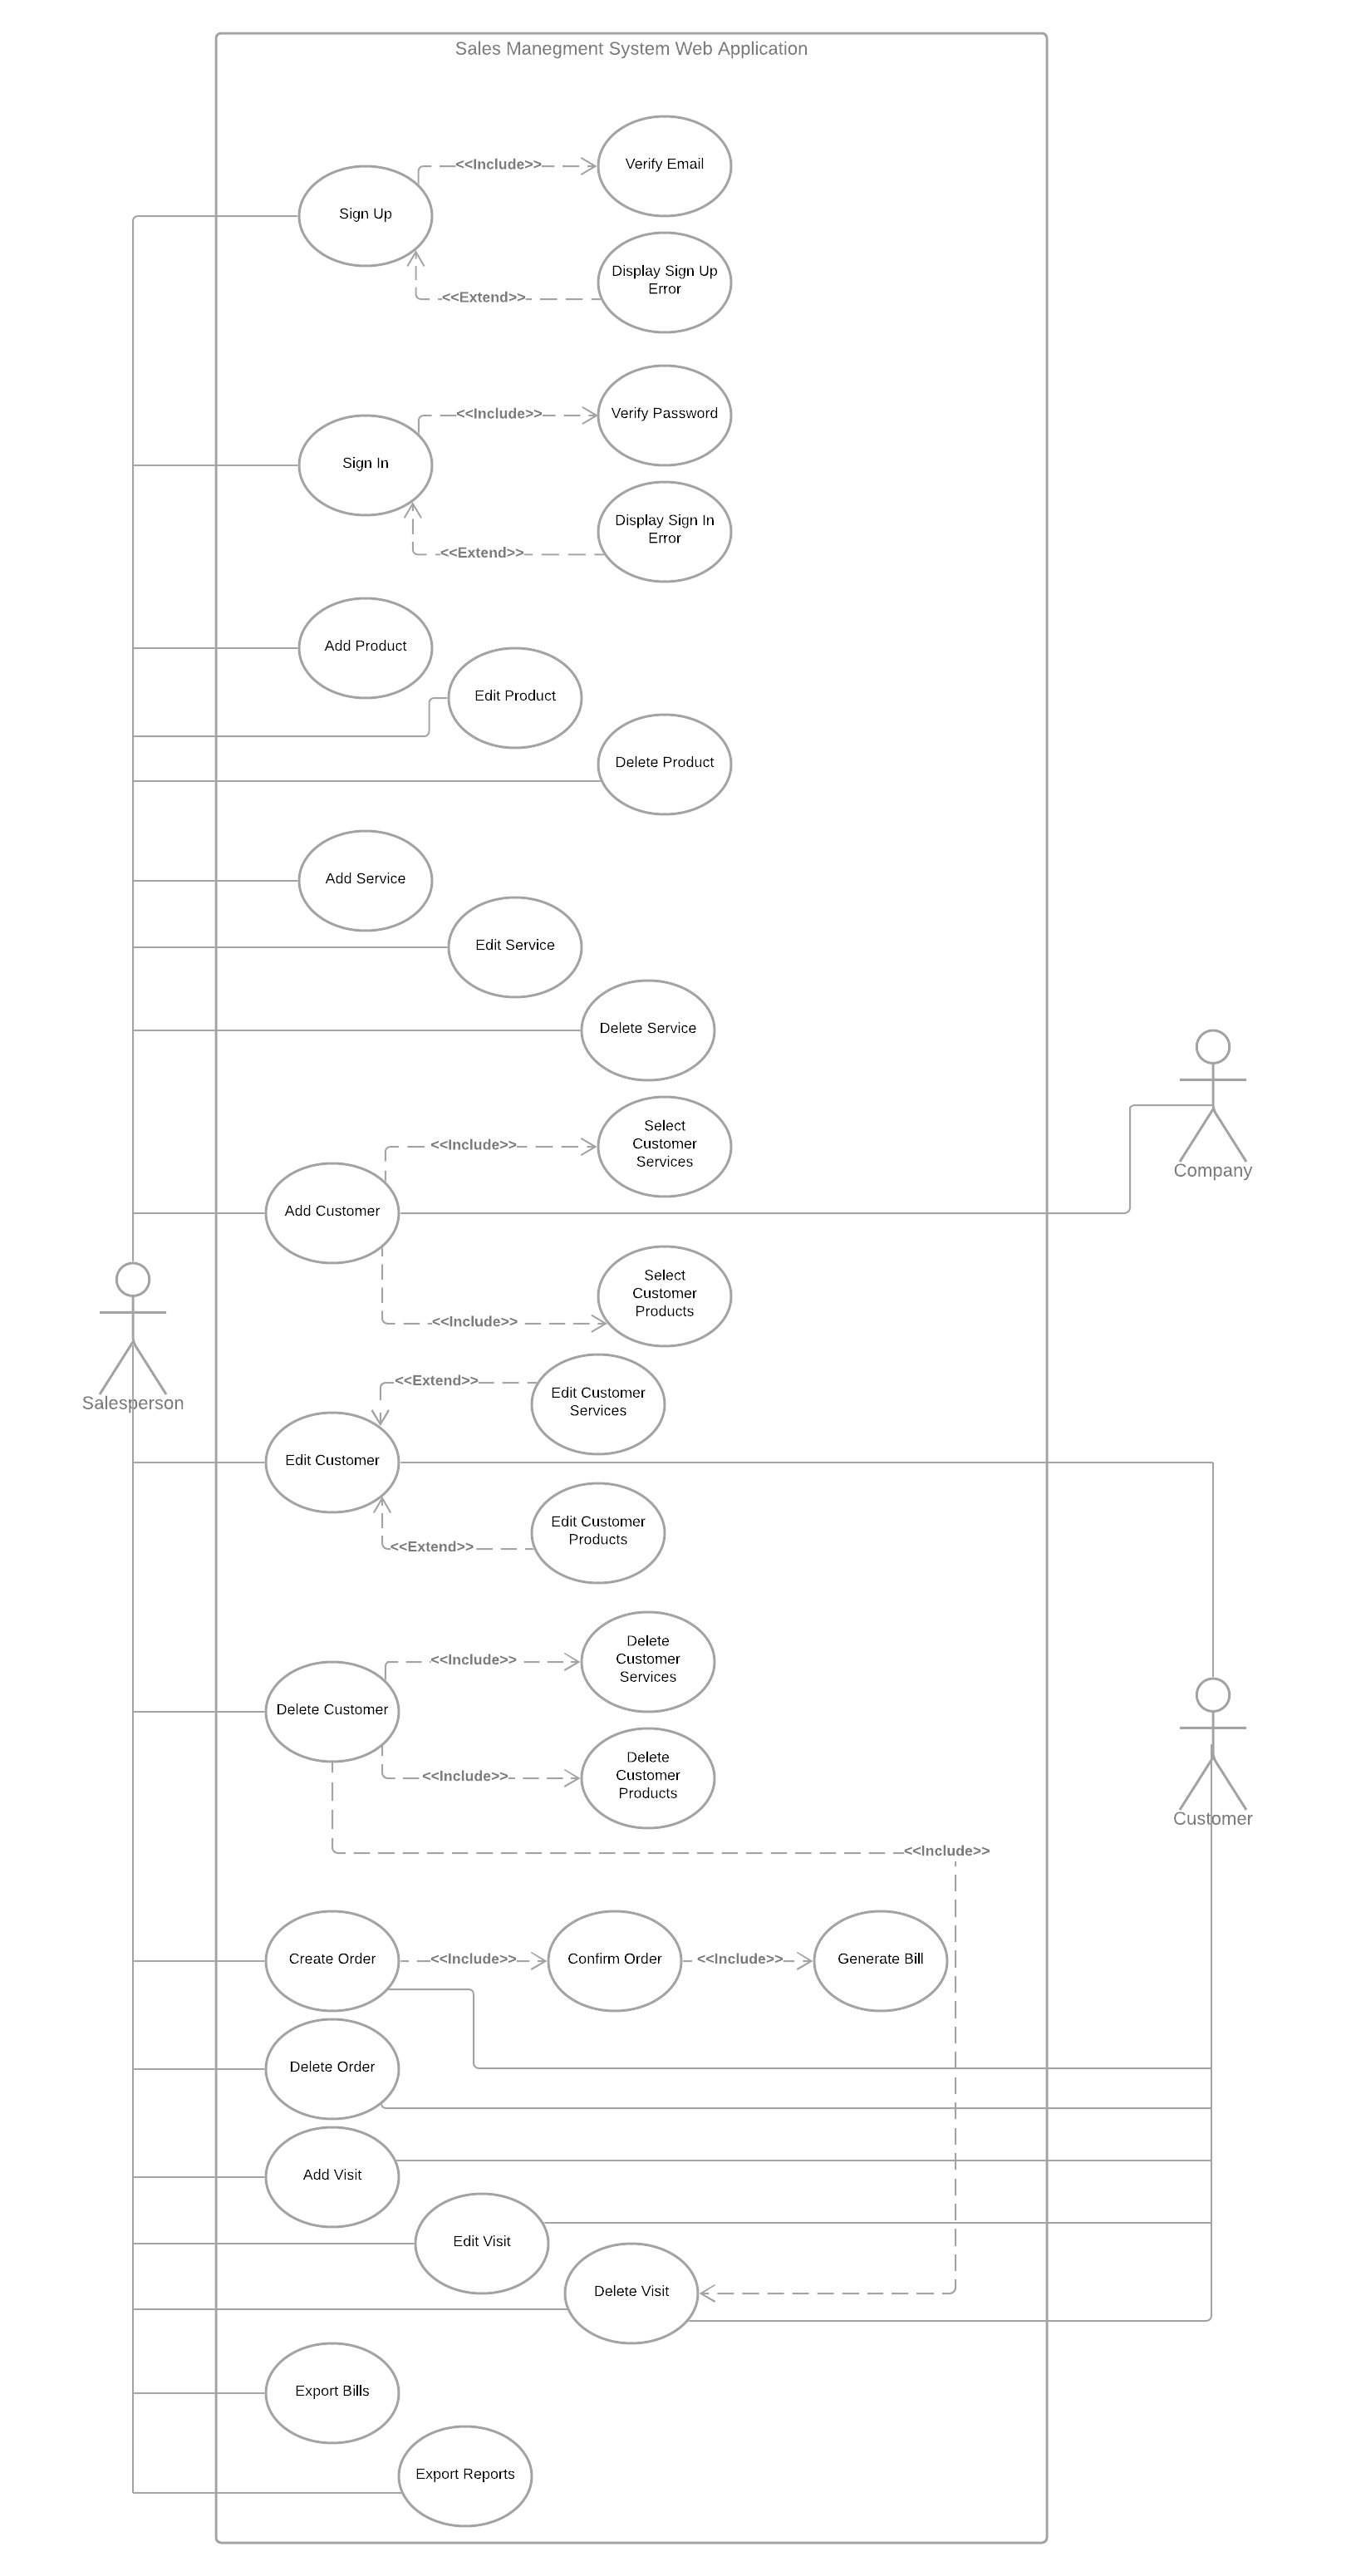 Sales Manegment System Web Application
<<Include>>
Verify Email
Sign Up
Display Sign Up
Error
<<Extend>>
<<Include>>
Verify Password
Sign In
Display Sign In
Error
<<Extend>>
Add Product
Edit Product
Delete Product
Add Service
Edit Service
Delete Service
Company
<<Include>>
Select
Customer
Services
Add Customer
Select
Customer
Products
<<Include>>
Salesperson
<<Extend>>
Edit Customer
Services
Edit Customer
Edit Customer
Products
<<Extend>>
<<Include>>
Delete
Customer
Services
Delete Customer
Delete
Customer
Products
<<Include>>
Customer
<<Include>>
Create Order
<<Include>>
Confirm Order
<<Include>>
Generate Bill
Delete Order
Add Visit
Edit Visit
Delete Visit
Export Bills
Export Reports